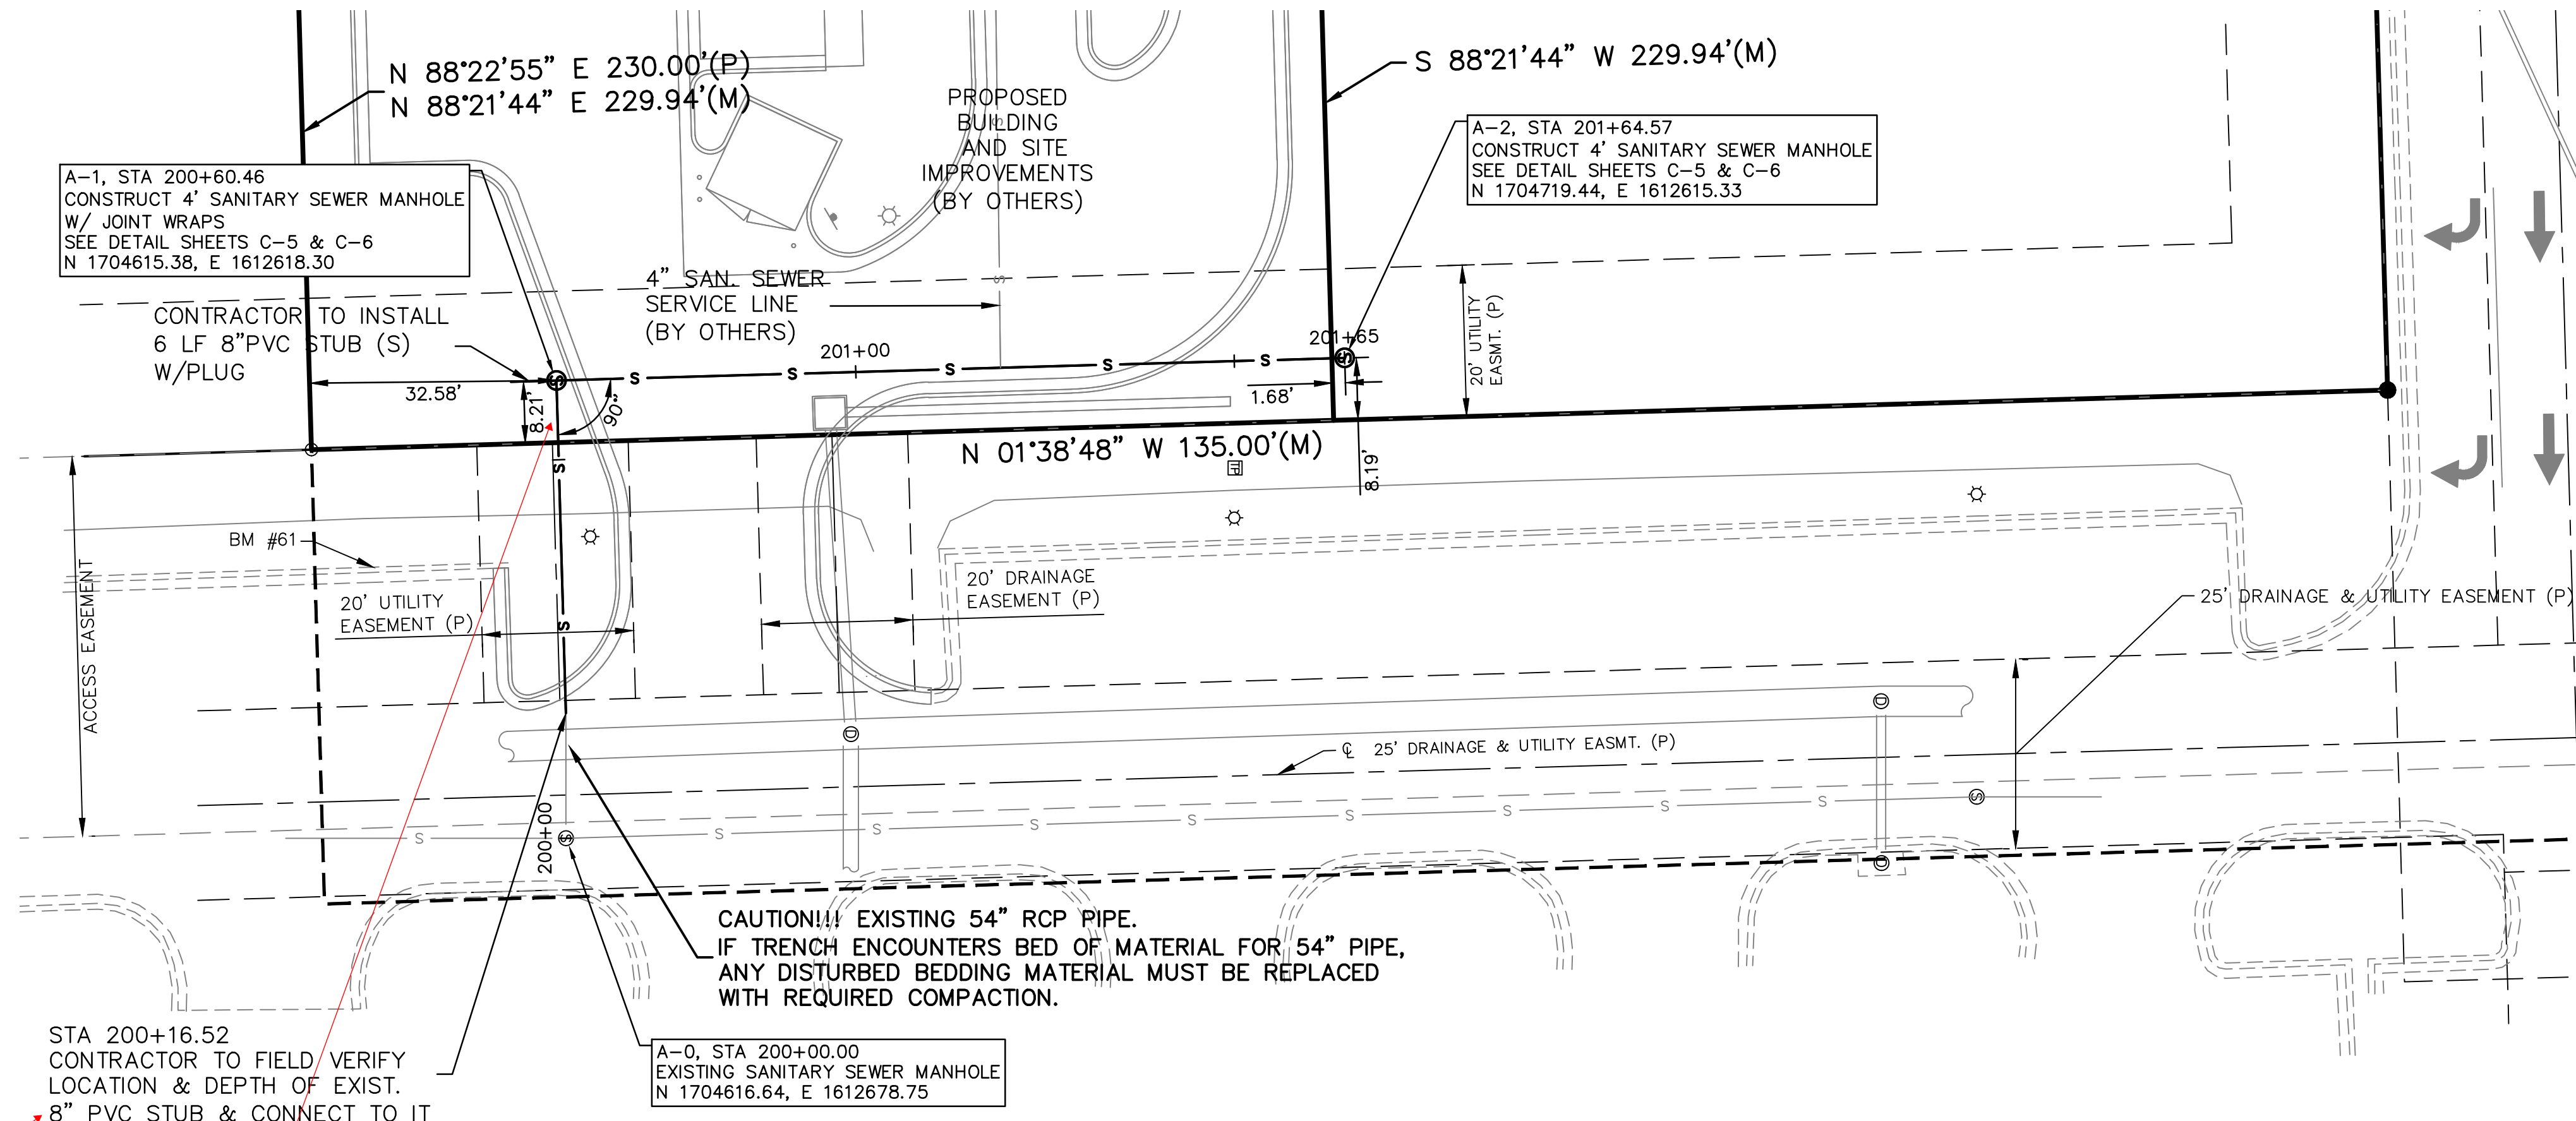 N 88°22'55" E 230.00'(P)
N 88°21'44" E 229.94'(M)
S 88°21'44" W 229.94'(M)
PROPOSED
BUILDING
AND SITE
IMPROVEMENTS
(BY OTHERS)
A-2, STA 201+64.57
CONSTRUCT 4' SANITARY SEWER MANHOLE
SEE DETAIL SHEETS C-5 & C-6
N 1704719.44, E 1612615.33
A-1, STA 200+60.46
CONSTRUCT 4' SANITARY SEWER MANHOLE
W/ JOINT WRAPS
SEE DETAIL SHEETS C-5 & C-6
N 1704615.38, E 1612618.30
4" SAN. SEWER
SERVICE LINE
(BY OTHERS)
CONTRACTOR TO INSTALL
6 LF 8"PVC STUB (S)
W/PLUG
20' UTILITY
EASMT. (P)
201+00
201+65
32.58'
8.21'
90°
1.68'
8.19'
S S S S S S
N 01°38'48" W 135.00'(M)
TP
BM #61
ACCESS EASEMENT
20' UTILITY
EASEMENT (P)
20' DRAINAGE
EASEMENT (P)
25' DRAINAGE & UTILITY EASEMENT (P)
℄ 25' DRAINAGE & UTILITY EASMT. (P)
S
S
D
D
D
S S S S S S S S S S S
200+00
CAUTION!!! EXISTING 54" RCP PIPE.
IF TRENCH ENCOUNTERS BED OF MATERIAL FOR 54" PIPE,
ANY DISTURBED BEDDING MATERIAL MUST BE REPLACED
WITH REQUIRED COMPACTION.
STA 200+16.52
CONTRACTOR TO FIELD VERIFY
LOCATION & DEPTH OF EXIST.
8" PVC STUB & CONNECT TO IT
A-0, STA 200+00.00
EXISTING SANITARY SEWER MANHOLE
N 1704616.64, E 1612678.75